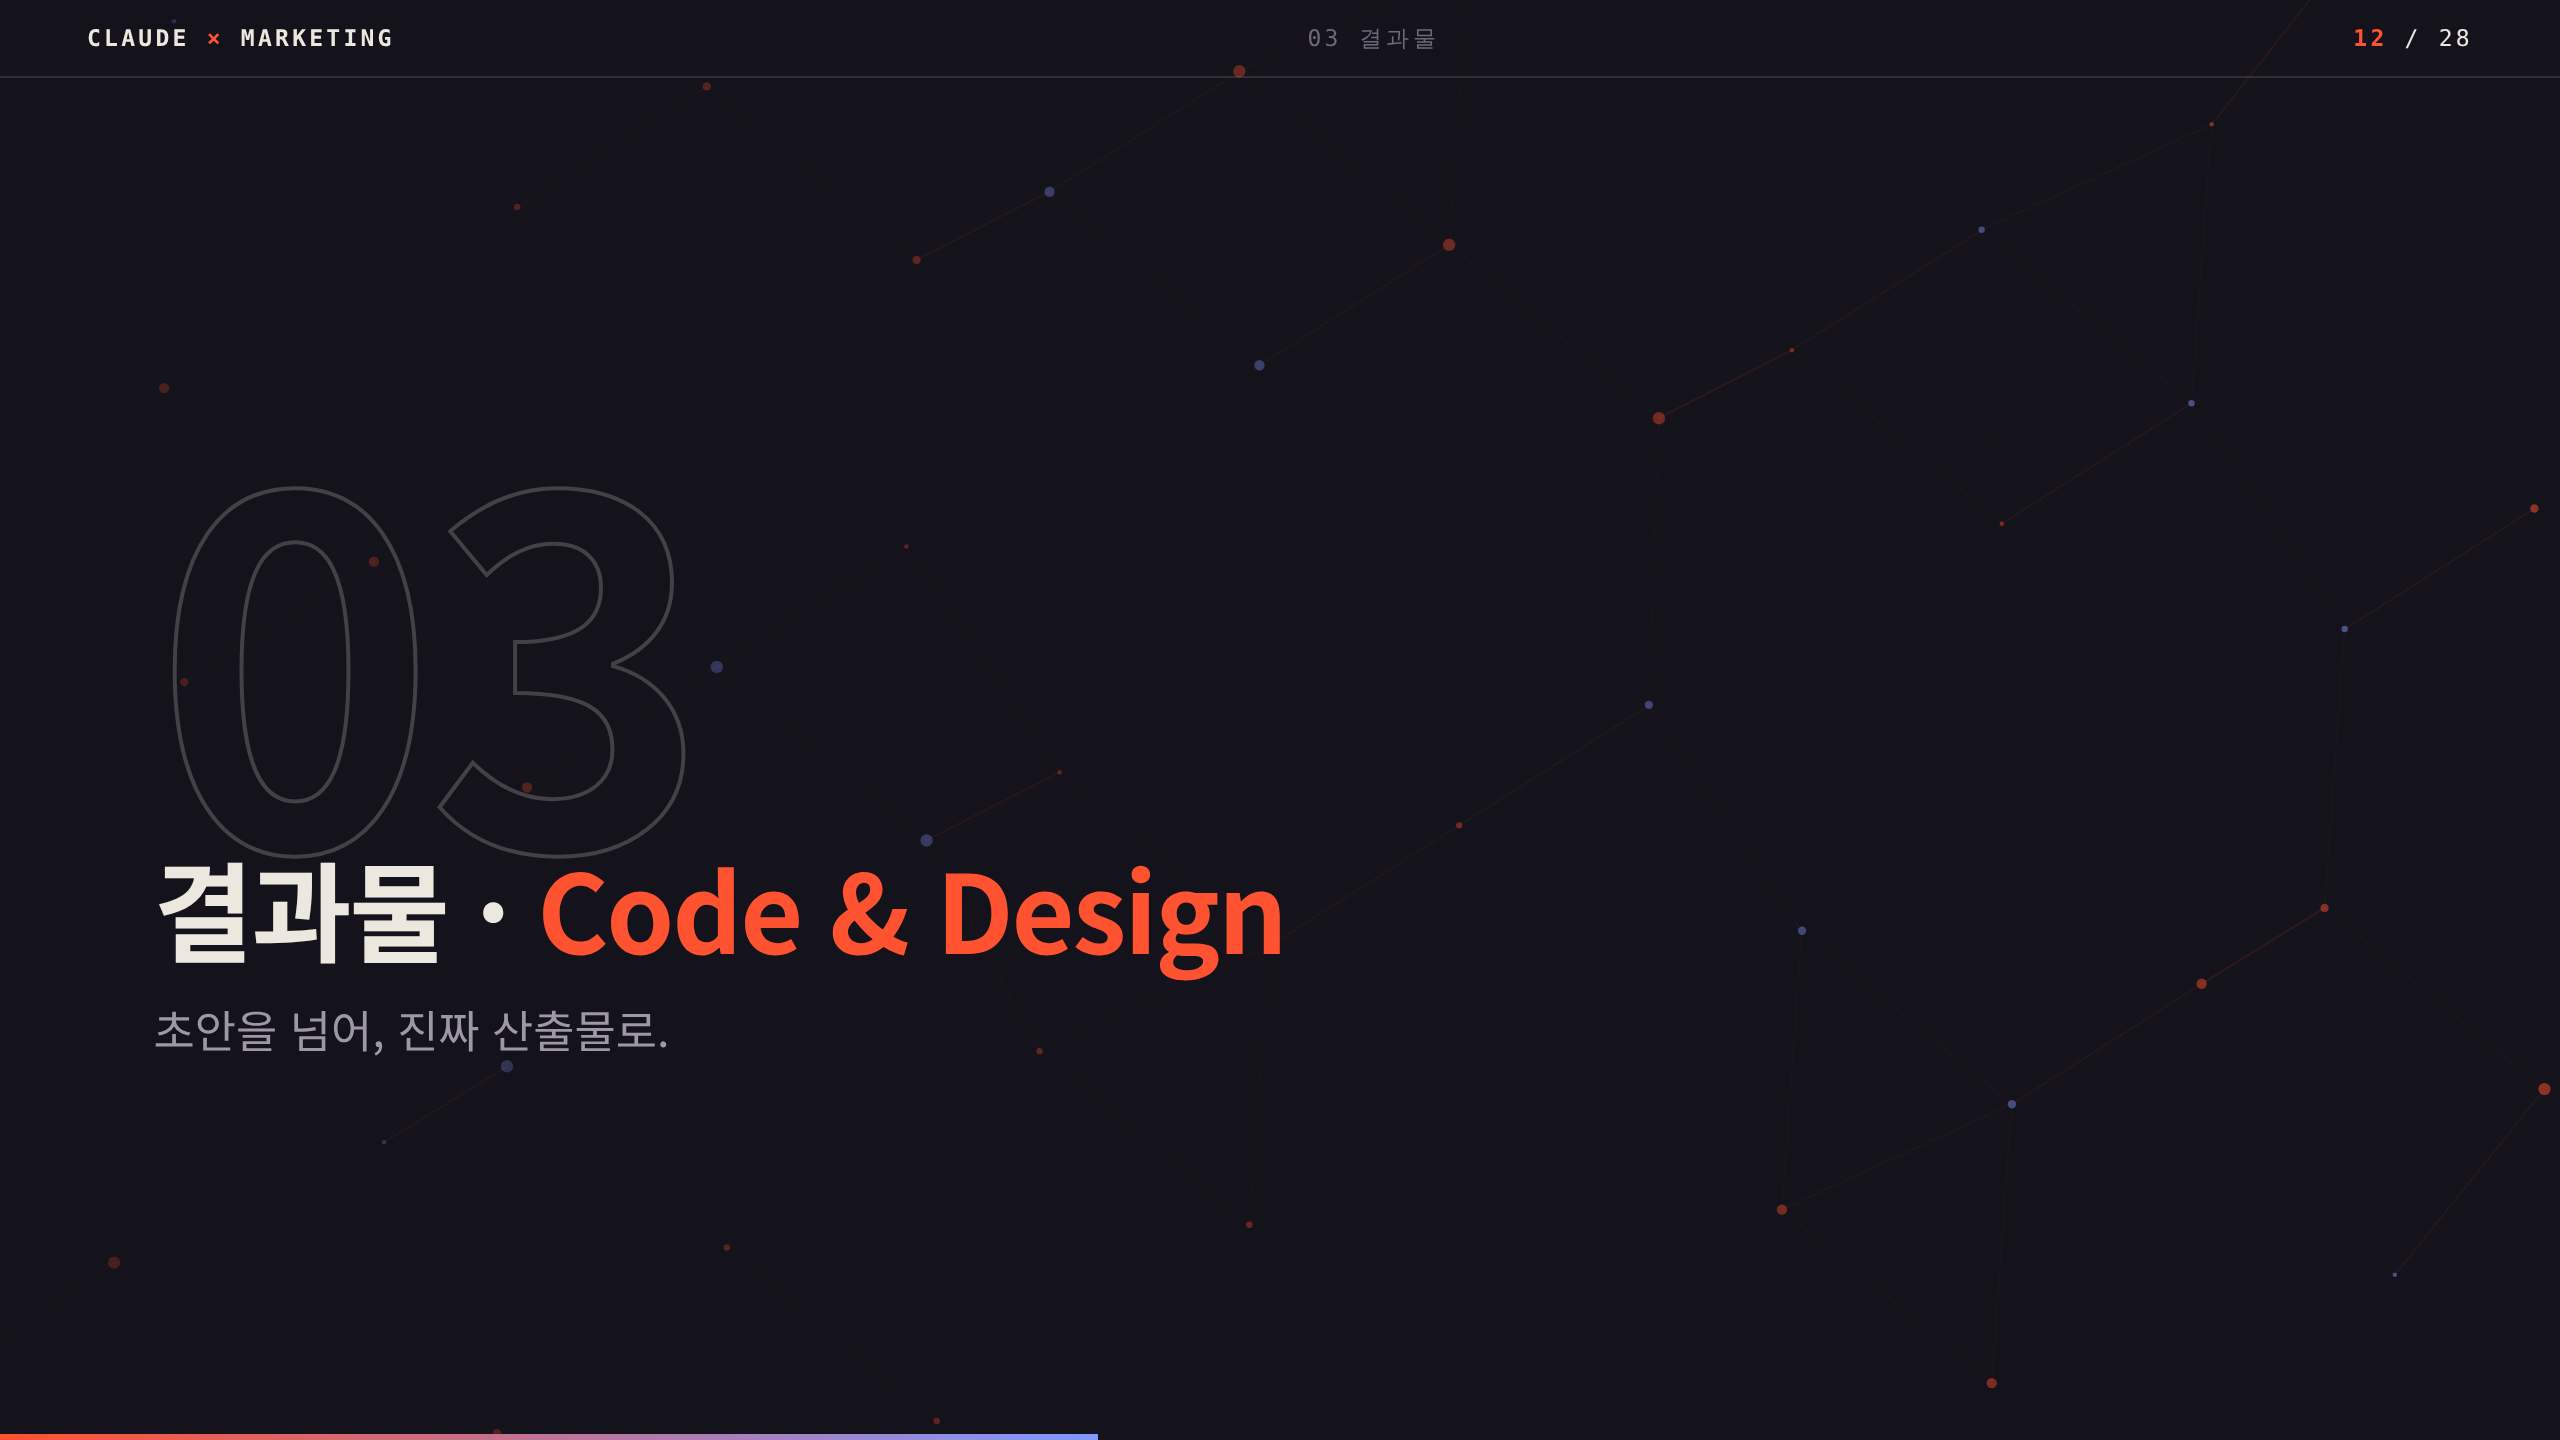 CLAUDE × MARKETING
03 결과물
12 / 28
03
결과물 · Code & Design
초안을 넘어, 진짜 산출물로.